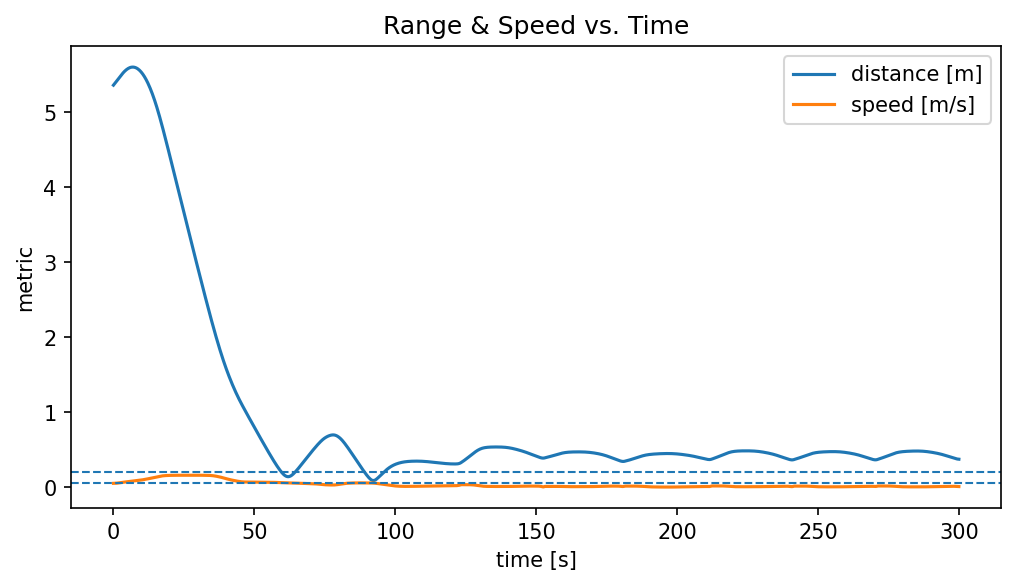 Range & Speed vs. Time
distance [m]
speed [m/s]
metric
5
4
3
2
1
0
0 50 100 150 200 250 300
time [s]